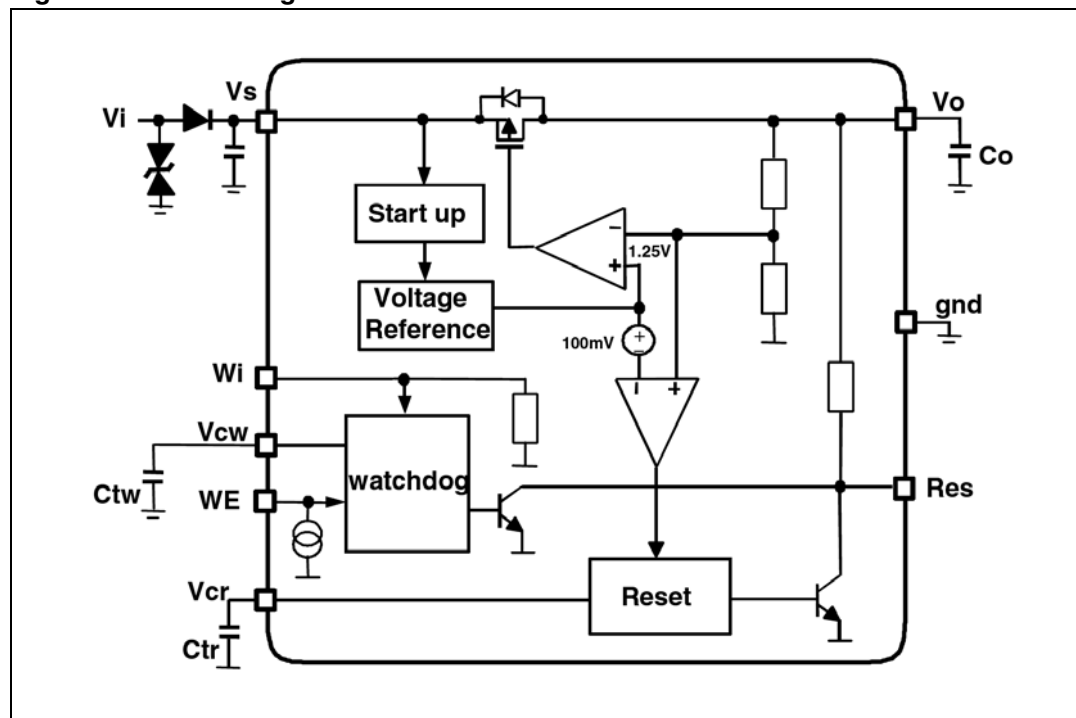 Vi
Vs
Vo
Co
Start up
–
1.25V
+
Voltage
Reference
gnd
100mV
+
–
Wi
–
+
Vcw
watchdog
Ctw
WE
Res
Vcr
Reset
Ctr